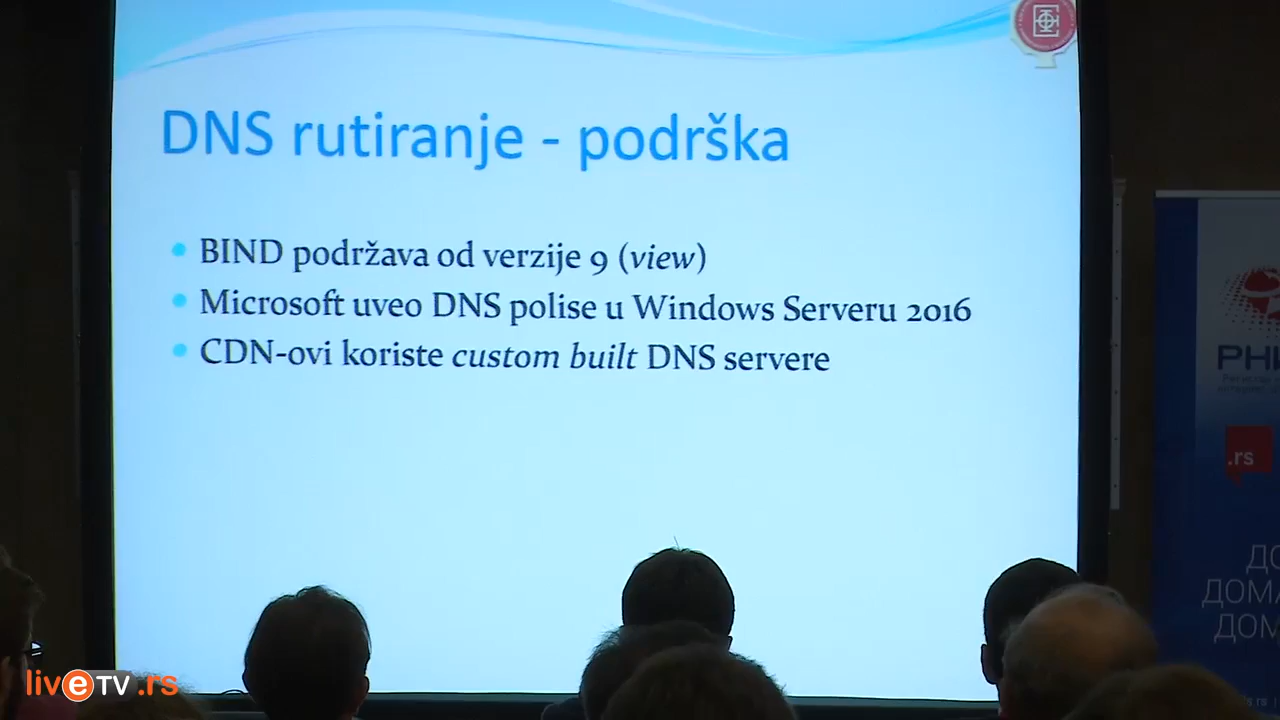 DNS rutiranje - podrška
BIND podržava od verzije 9 (view)
Microsoft uveo DNS polise u Windows Serveru 2016
CDN-ovi koriste custom built DNS servere
.rs
liveTV.rs